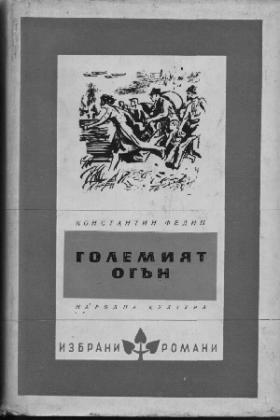 КОНСТАНТИН ФЕДИН
ГОЛЕМИЯТ
ОГЪН
НАРОДНА КУЛТУРА
ИЗБРАНИ РОМАНИ